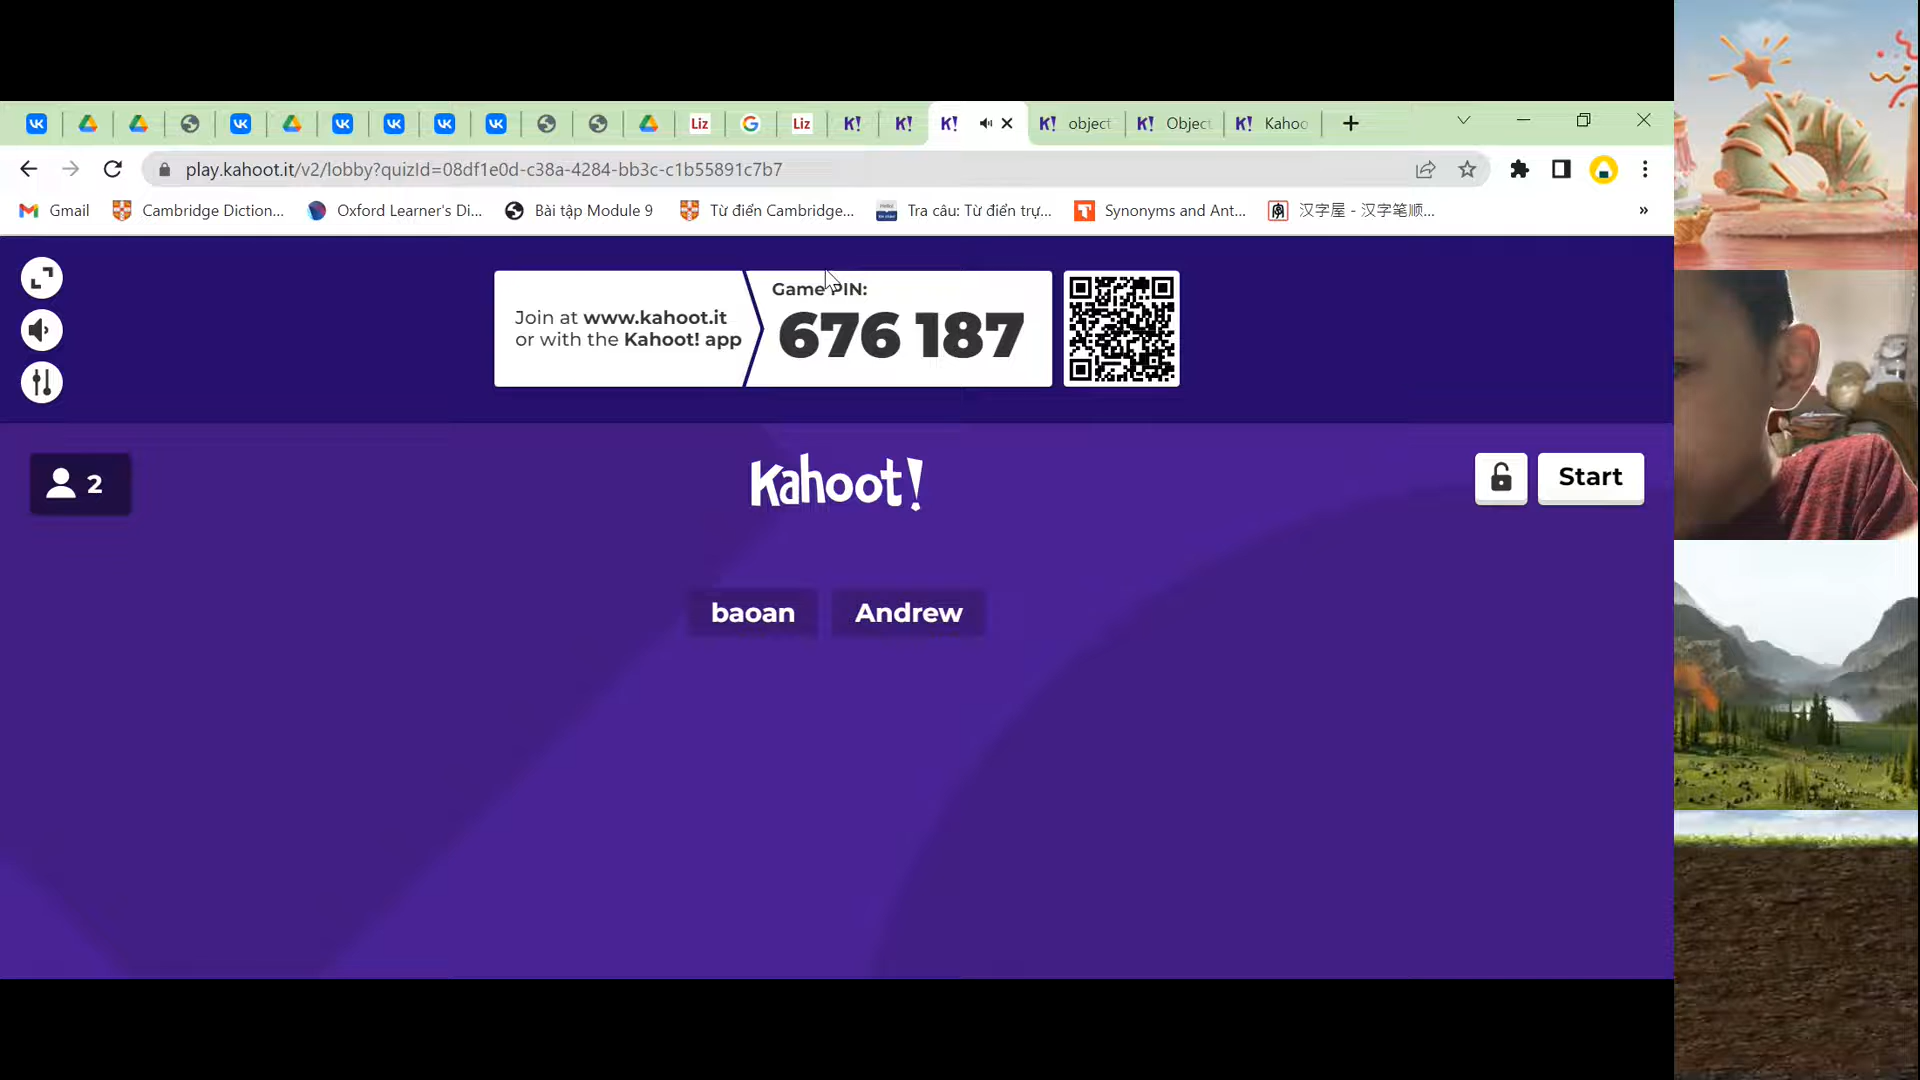 Liz
Liz
K!
K!
K!
K! object
K! Object
K! Kahoo
play.kahoot.it/v2/lobby?quizId=08df1e0d-c38a-4284-bb3c-c1b55891c7b7
Gmail
Cambridge Diction...
Oxford Learner's Di...
Bài tập Module 9
Từ điển Cambridge...
Tra câu: Từ điển trự...
Synonyms and Ant...
汉字屋 - 汉字笔顺...
»
Join at www.kahoot.it
or with the Kahoot! app
Game PIN:
676 187
2
Kahoot!
Start
baoan
Andrew